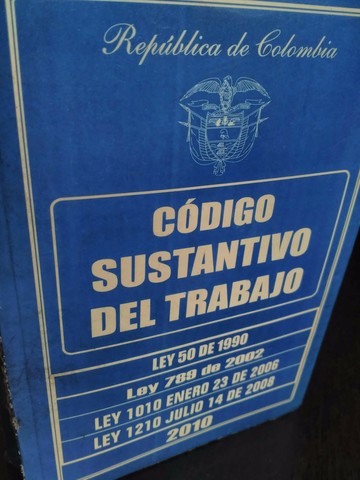 República de Colombia
CÓDIGO
SUSTANTIVO
DEL TRABAJO
LEY 50 DE 1990
Ley 789 de 2002
LEY 1010 ENERO 23 DE 2006
LEY 1210 JULIO 14 DE 2008
2010